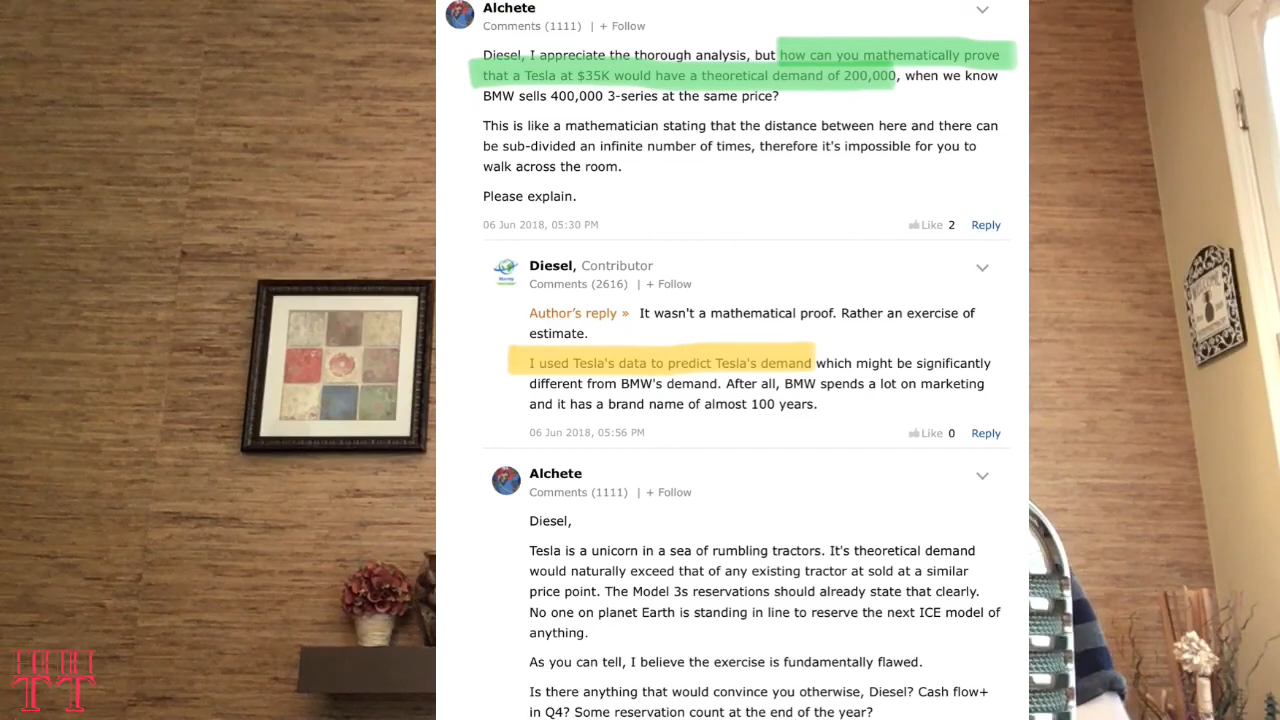 Alchete
Comments (1111) | + Follow
Diesel, I appreciate the thorough analysis, but how can you mathematically prove
that a Tesla at $35K would have a theoretical demand of 200,000, when we know
BMW sells 400,000 3-series at the same price?
This is like a mathematician stating that the distance between here and there can
be sub-divided an infinite number of times, therefore it's impossible for you to
walk across the room.
Please explain.
06 Jun 2018, 05:30 PM
Like 2 Reply
Diesel, Contributor
Comments (2616) | + Follow
Author's reply » It wasn't a mathematical proof. Rather an exercise of
estimate.
I used Tesla's data to predict Tesla's demand which might be significantly
different from BMW's demand. After all, BMW spends a lot on marketing
and it has a brand name of almost 100 years.
06 Jun 2018, 05:56 PM
Like 0 Reply
Alchete
Comments (1111) | + Follow
Diesel,
Tesla is a unicorn in a sea of rumbling tractors. It's theoretical demand
would naturally exceed that of any existing tractor at sold at a similar
price point. The Model 3s reservations should already state that clearly.
No one on planet Earth is standing in line to reserve the next ICE model of
anything.
As you can tell, I believe the exercise is fundamentally flawed.
Is there anything that would convince you otherwise, Diesel? Cash flow+
in Q4? Some reservation count at the end of the year?
TT
WELCOME